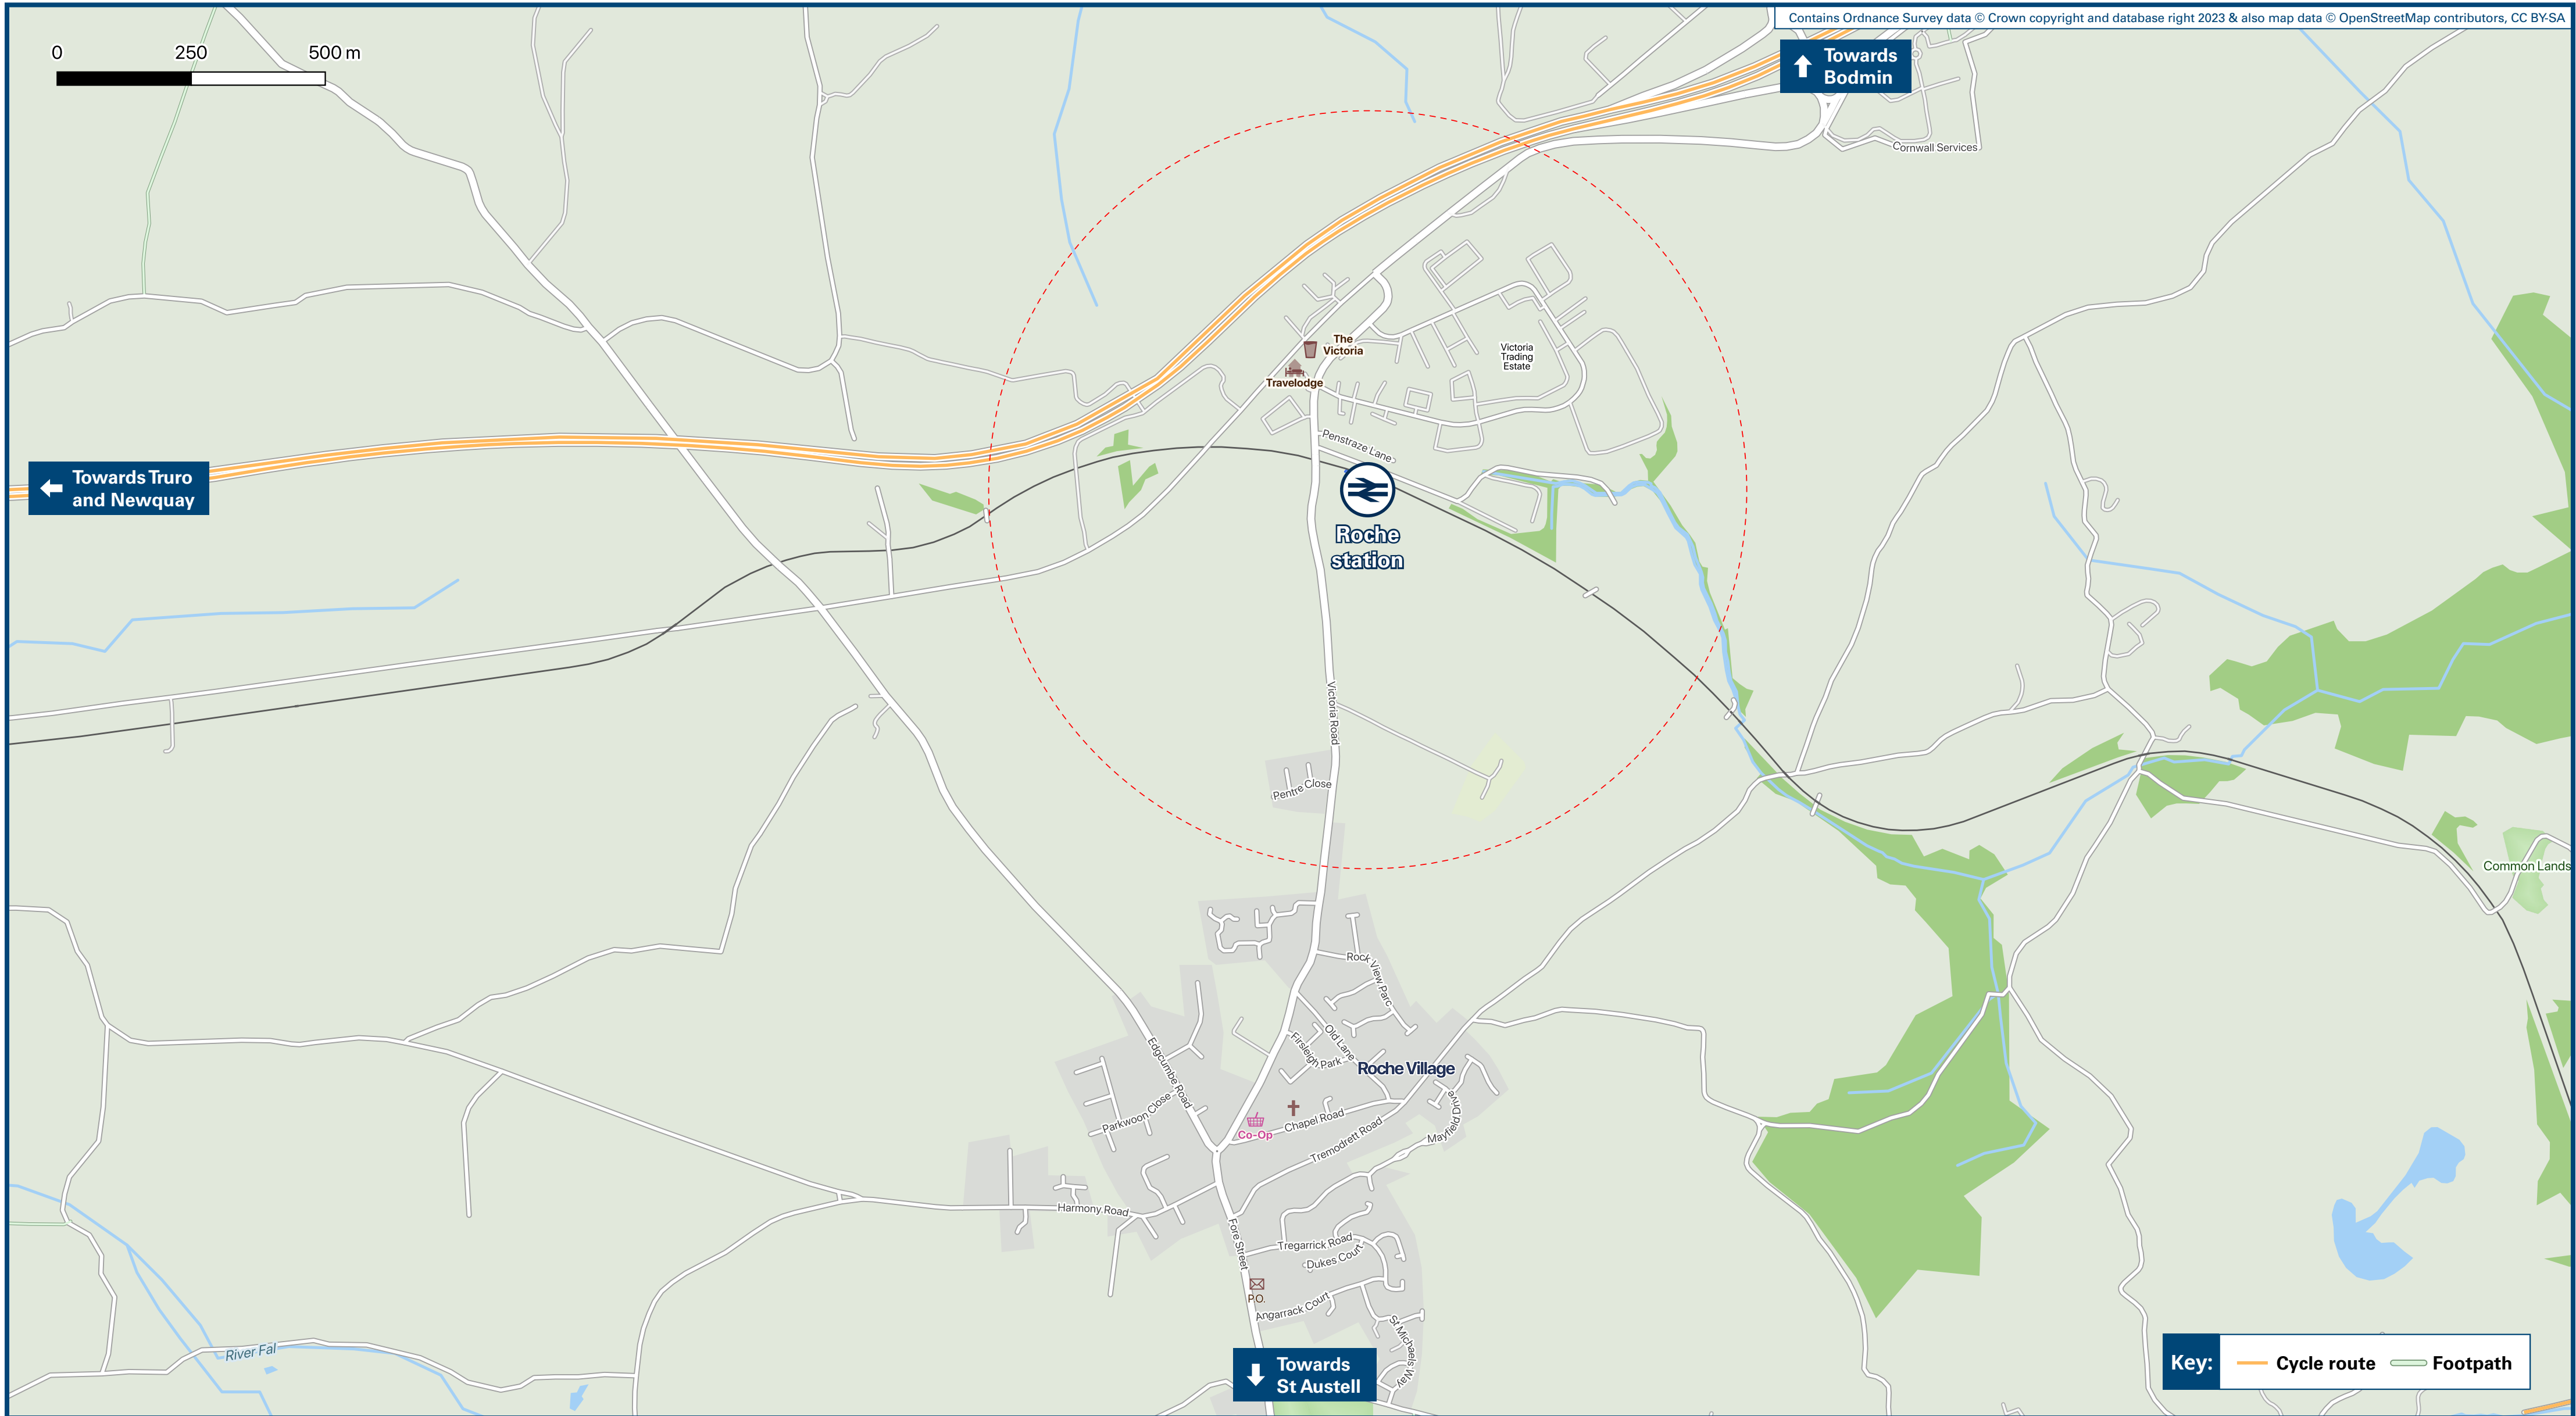 Contains Ordnance Survey data © Crown copyright and database right 2023 & also map data © OpenStreetMap contributors, CC BY-SA
0 250 500 m
Towards
Bodmin
Cornwall Services
The
Victoria
Travelodge
Victoria
Trading
Estate
Penstraze Lane
Towards Truro
and Newquay
Roche
station
Victoria Road
Pentre Close
Common Lands
Rock View Parc
Old Lane
Firsleigh Park
Edgcumbe Road
Roche Village
Parkwoon Close
Co-Op
Chapel Road
Tremodrett Road
Mayfield Drive
Harmony Road
Fore Street
Tregarrick Road
Dukes Court
P.O.
Angarrack Court
St Michaels Way
River Fal
Towards
St Austell
Key: Cycle route Footpath